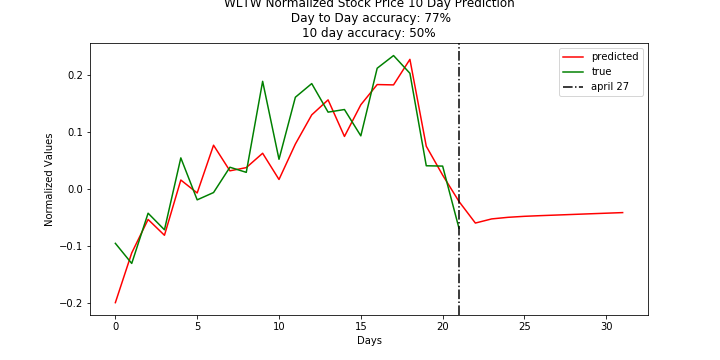 WLTW Normalized Stock Price 10 Day Prediction
Day to Day accuracy: 77%
10 day accuracy: 50%
predicted
true
april 27
Normalized Values
0.2
0.1
0.0
−0.1
−0.2
0
5
10
15
20
25
30
Days